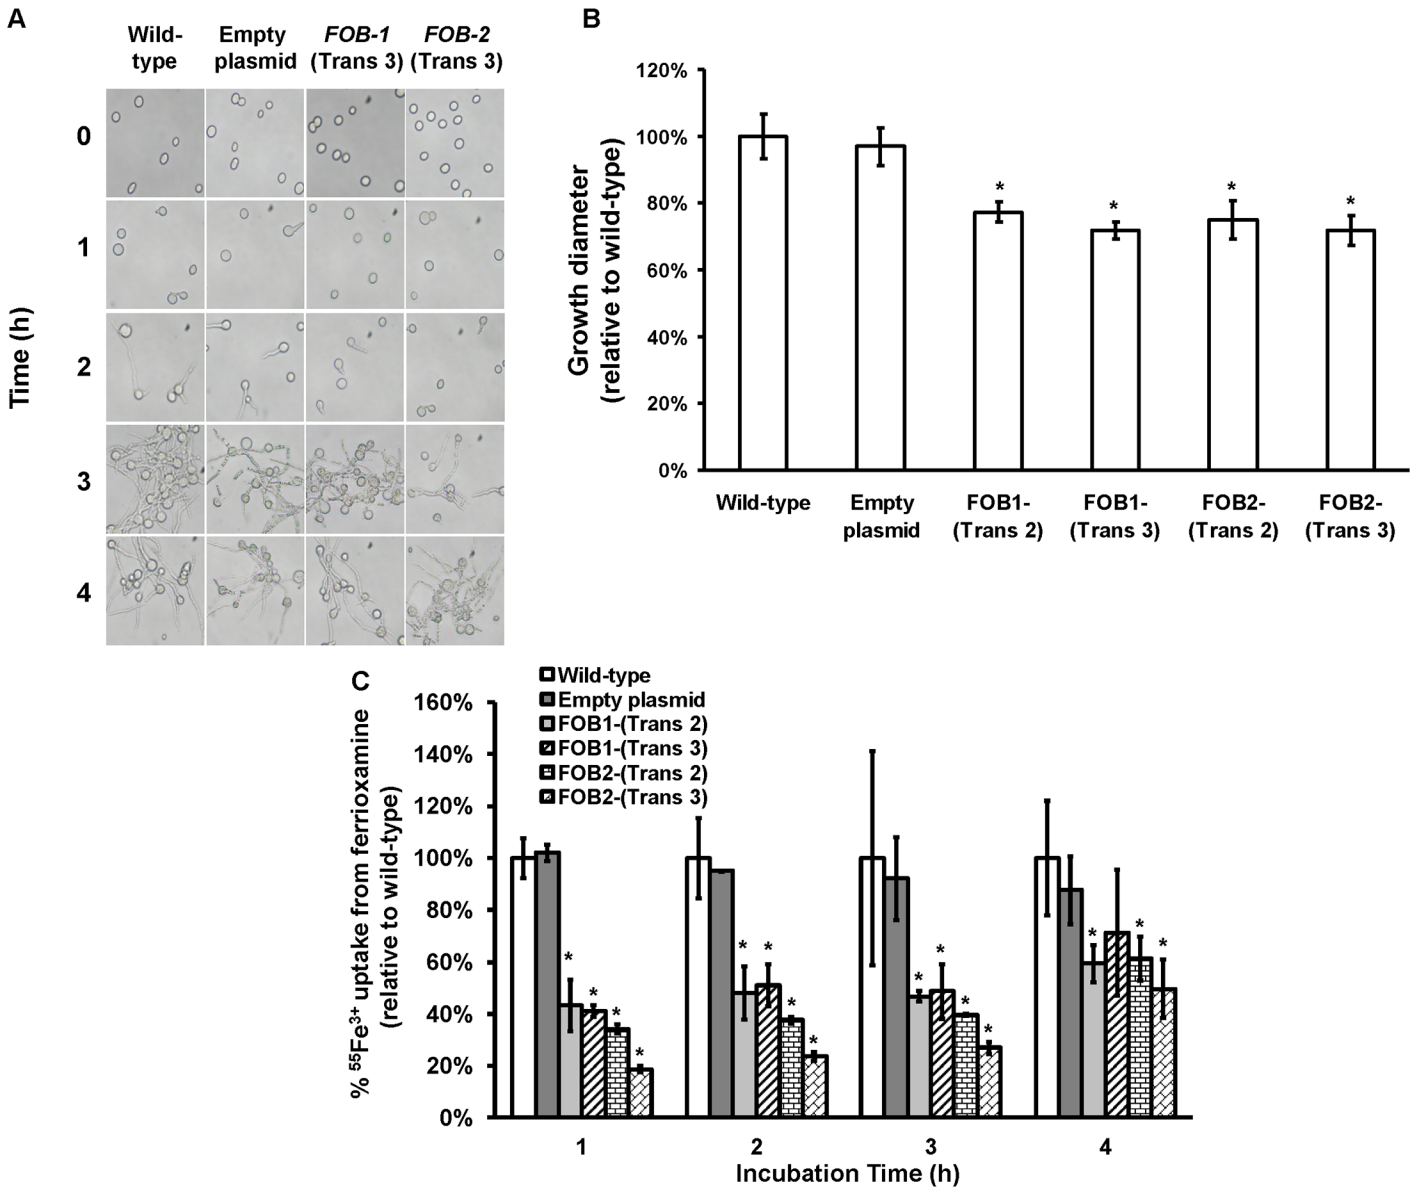 A
Wild-
type
Empty
plasmid
FOB-1
(Trans 3)
FOB-2
(Trans 3)
Time (h)
0
1
2
3
4
B
Growth diameter
(relative to wild-type)
120%
100%
80%
60%
40%
20%
0%
*
*
*
*
Wild-type
Empty
plasmid
FOB1-
(Trans 2)
FOB1-
(Trans 3)
FOB2-
(Trans 2)
FOB2-
(Trans 3)
C
% ⁵⁵Fe³⁺ uptake from ferrioxamine
(relative to wild-type)
160%
140%
120%
100%
80%
60%
40%
20%
0%
Wild-type
Empty plasmid
FOB1-(Trans 2)
FOB1-(Trans 3)
FOB2-(Trans 2)
FOB2-(Trans 3)
* * * *
* * * *
* * * *
* * *
1 2 3 4
Incubation Time (h)